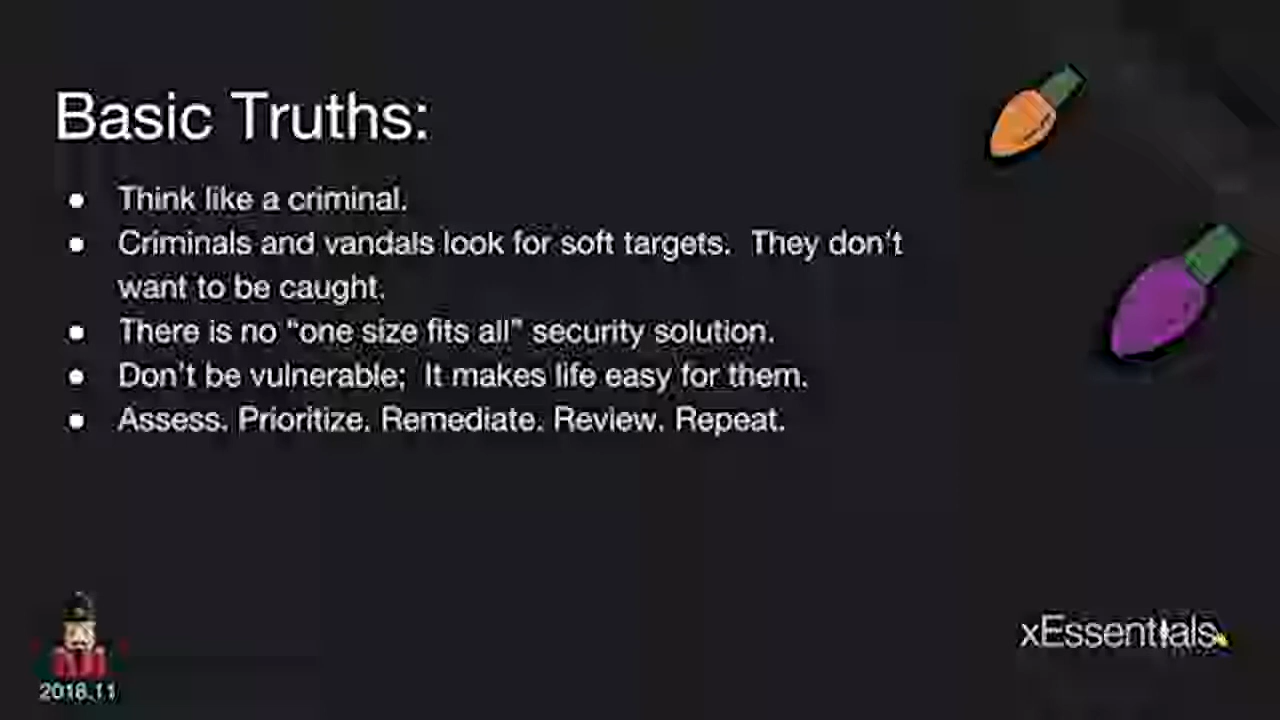 Basic Truths:
● Think like a criminal.
● Criminals and vandals look for soft targets.  They don't
want to be caught.
● There is no "one size fits all" security solution.
● Don't be vulnerable;  It makes life easy for them.
● Assess. Prioritize. Remediate. Review. Repeat.
2018.11
xEssentials